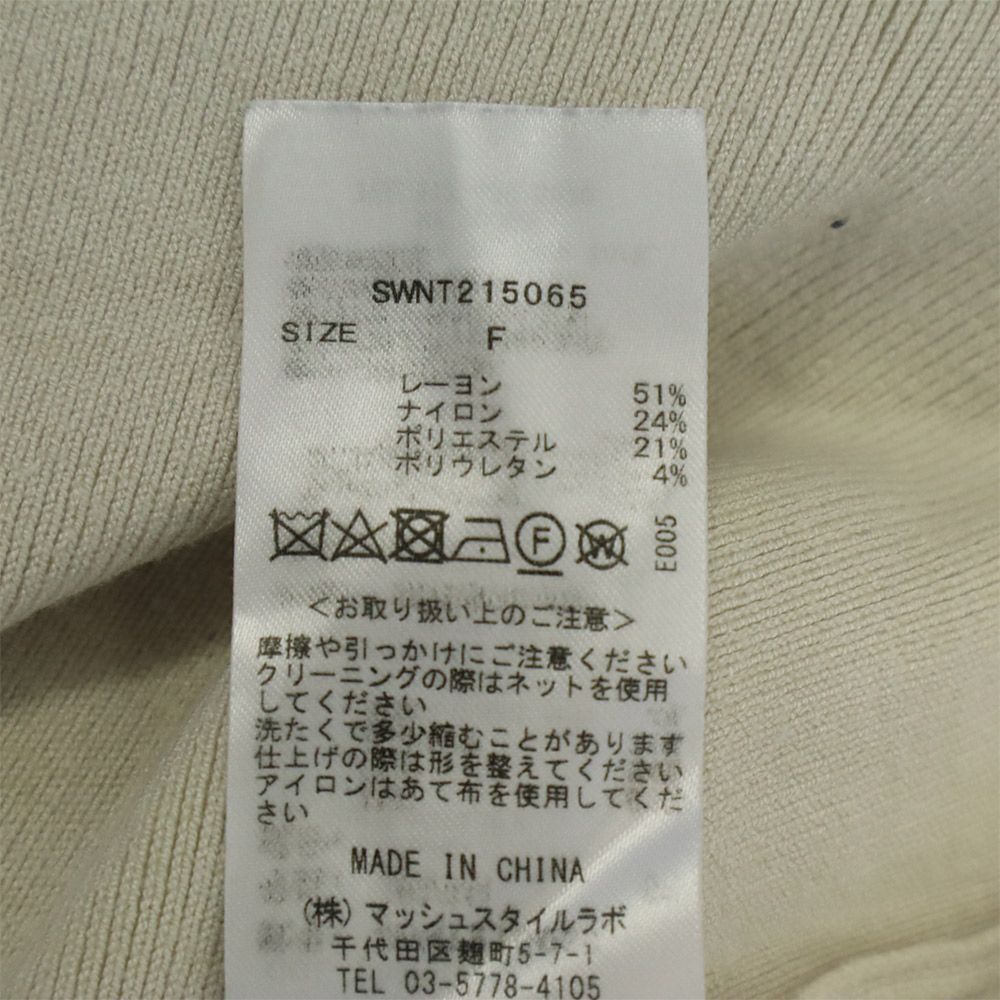 SWNT215065
SIZE F
レーヨン 51%
ナイロン 24%
ポリエステル 21%
ポリウレタン 4%
F W E005
<お取り扱い上のご注意>
摩擦や引っかけにご注意ください
クリーニングの際はネットを使用
してください
洗たくで多少縮むことがあります
仕上げの際は形を整えてください
アイロンはあて布を使用してくだ
さい
MADE IN CHINA
(株)マッシュスタイルラボ
千代田区麹町5-7-1
TEL 03-5778-4105